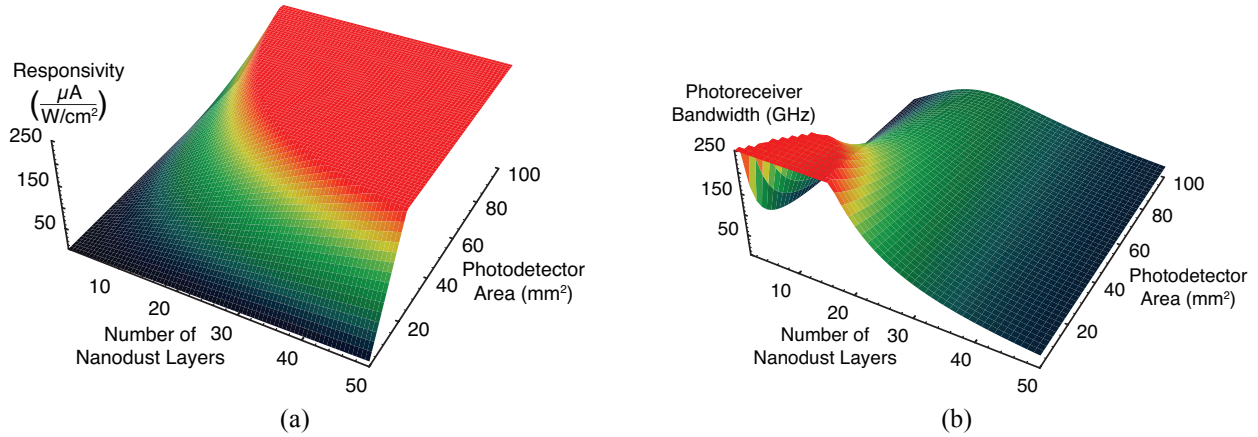 Responsivity
(μA
W/cm²)
250
150
50
10
20
30
40
50
Number of
Nanodust Layers
20
40
60
80
100
Photodetector
Area (mm²)
(a)
Photoreceiver
Bandwidth (GHz)
250
150
50
10
20
30
40
50
Number of
Nanodust Layers
20
40
60
80
100
Photodetector
Area (mm²)
(b)